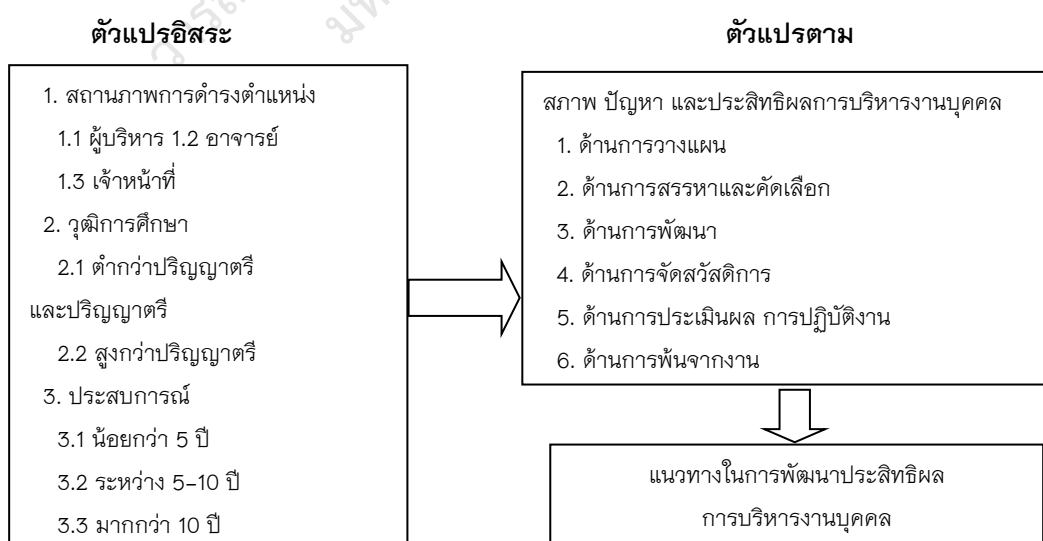 ตัวแปรอิสระ
1. สถานภาพการดำรงตำแหน่ง
1.1 ผู้บริหาร 1.2 อาจารย์
1.3 เจ้าหน้าที่
2. วุฒิการศึกษา
2.1 ต่ำกว่าปริญญาตรี
และปริญญาตรี
2.2 สูงกว่าปริญญาตรี
3. ประสบการณ์
3.1 น้อยกว่า 5 ปี
3.2 ระหว่าง 5-10 ปี
3.3 มากกว่า 10 ปี
ตัวแปรตาม
สภาพ ปัญหา และประสิทธิผลการบริหารงานบุคคล
1. ด้านการวางแผน
2. ด้านการสรรหาและคัดเลือก
3. ด้านการพัฒนา
4. ด้านการจัดสวัสดิการ
5. ด้านการประเมินผล การปฏิบัติงาน
6. ด้านการพ้นจากงาน
แนวทางในการพัฒนาประสิทธิผล
การบริหารงานบุคคล